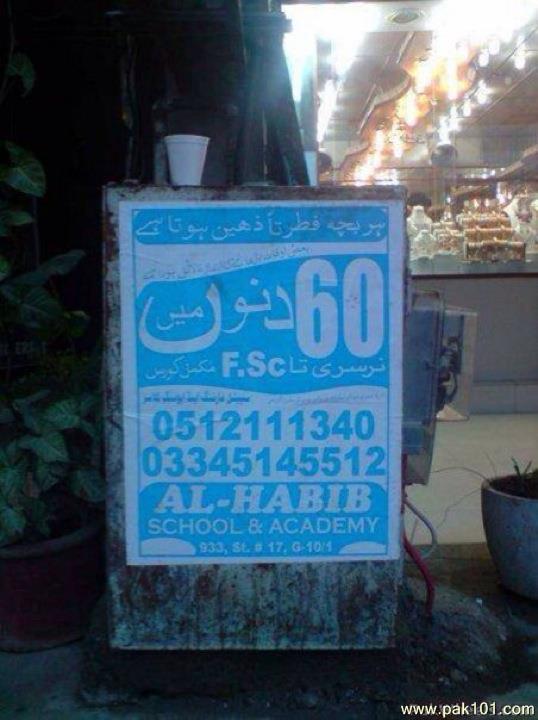 ہر بچہ فطرتاً ذھین ہوتا ہے
60 دنوں میں
نرسری تا F.Sc مکمل کورس
0512111340
03345145512
AL-HABIB
SCHOOL & ACADEMY
933, St. # 17, G-10/1
www.pak101.com